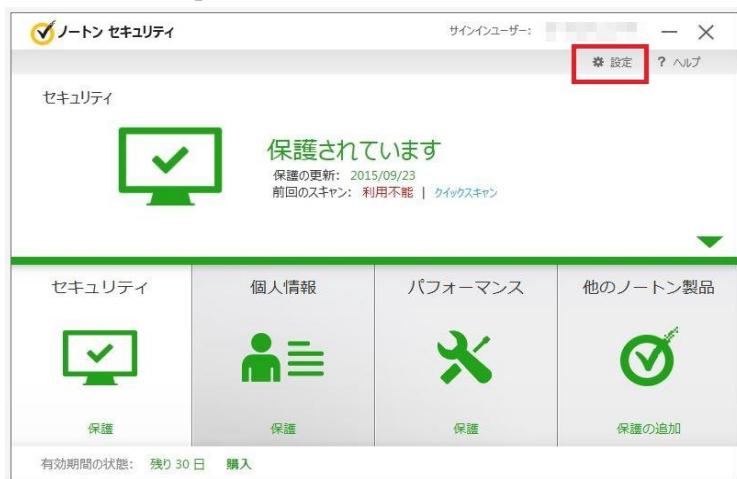 ノートン セキュリティ
サインインユーザー:
設定 ? ヘルプ
セキュリティ
保護されています
保護の更新: 2015/09/23
前回のスキャン: 利用不能 | クイックスキャン
セキュリティ 個人情報 パフォーマンス 他のノートン製品
保護 保護 保護 保護の追加
有効期間の状態: 残り 30 日 購入